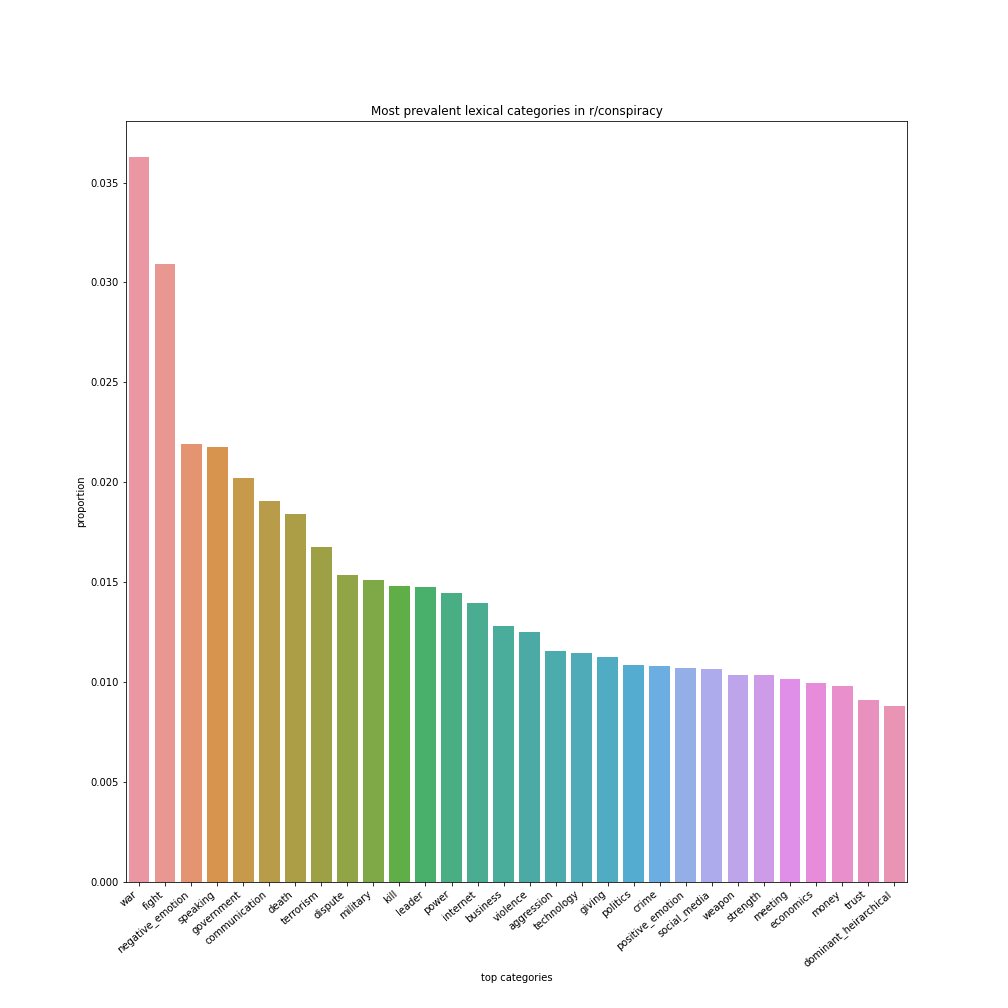 Most prevalent lexical categories in r/conspiracy
0.035
0.030
0.025
0.020
0.015
0.010
0.005
0.000
proportion
war
fight
negative_emotion
speaking
government
communication
death
terrorism
dispute
military
kill
leader
power
internet
business
violence
aggression
technology
giving
politics
crime
positive_emotion
social_media
weapon
strength
meeting
economics
money
trust
dominant_heirarchical
top categories